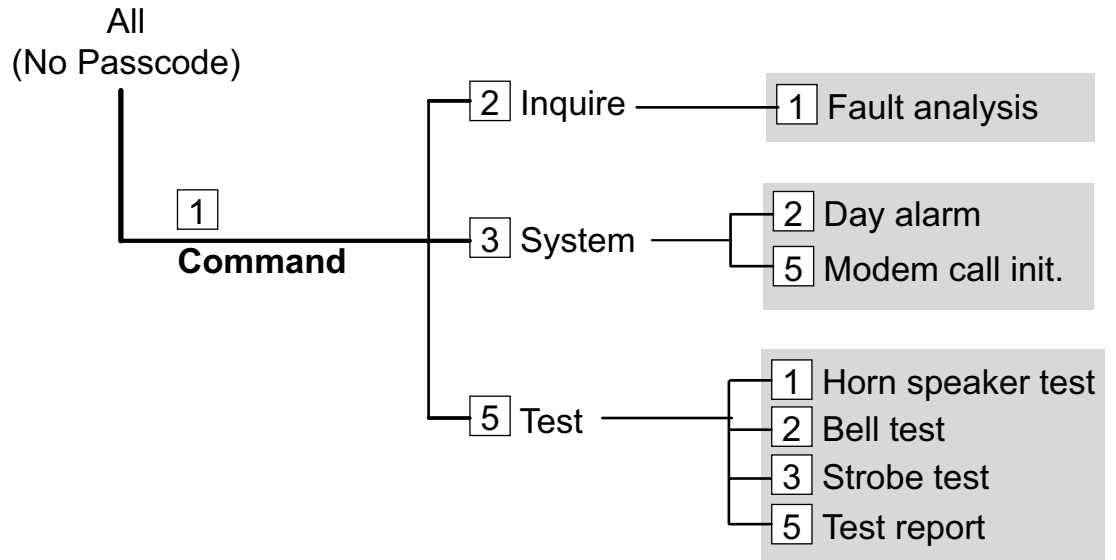 All
(No Passcode)
1
Command
2 Inquire
1 Fault analysis
3 System
2 Day alarm
5 Modem call init.
5 Test
1 Horn speaker test
2 Bell test
3 Strobe test
5 Test report